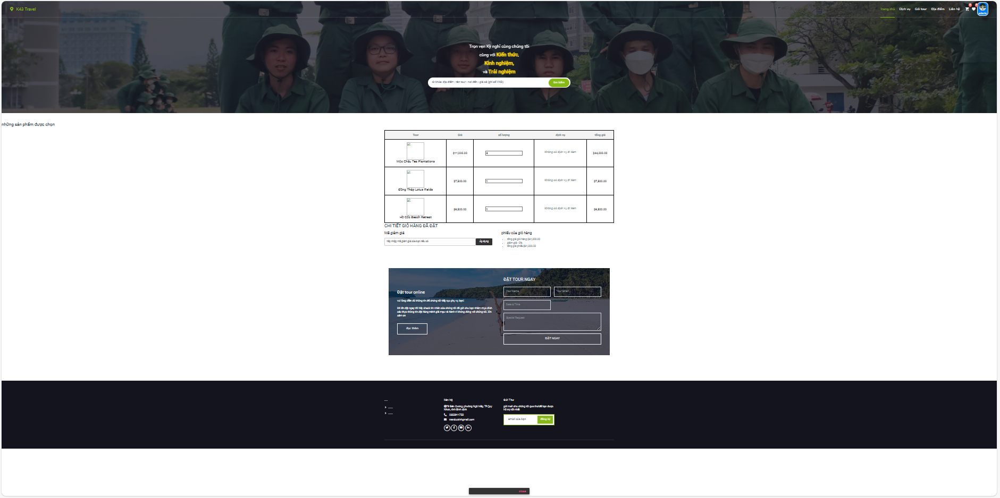 K43 Travel
Trang chủ Dịch vụ Gói tour Địa điểm Liên hệ
admin
Trọn vẹn Kỳ nghỉ cùng chúng tôi
cùng với Kiến thức,
Kinh nghiệm,
và Trải nghiệm
từ khóa: địa điểm - tên tour - nơi đến - giá cả (ghi số VND) tìm kiếm
những sản phẩm được chọn
Tour Giá số lượng dịch vụ tổng giá
$11,000.00 4 Không có dịch vụ đi kèm $44,000.00
Mộc Châu Tea Plantations
$7,500.00 1 Không có dịch vụ đi kèm $7,500.00
Đồng Tháp Lotus Fields
$9,500.00 1 Không có dịch vụ đi kèm $9,500.00
Hồ Cốc Beach Retreat
CHI TIẾT GIỎ HÀNG ĐÃ ĐẶT
Mã giảm giá
hãy nhập mã giảm giá của bạn nếu có áp dụng
phiếu của giỏ hàng
tổng giá giỏ hàng $61,000.00
giảm giá - 0%
tổng giá phiếu $61,000.00
Đặt tour online
vui lòng điền đủ thông tin để chúng tôi tiếp tục phục vụ bạn!
khi ấn đặt ngay thì hãy check tin nhắn của chúng tôi đã gửi cho bạn nhằm mục đích
xác thực thông tin đặt hàng tránh giả mạo và hành vi không đúng với chúng tôi. Xin
cảm ơn
đọc thêm
ĐẶT TOUR NGAY
Your Name Your Email
Date & Time
Special Request
ĐẶT NGAY
liên hệ
phường Ngô Mây, TP.Quy
Nhơn, tỉnh Bình định
0353911750
Gửi Thư
gửi mail cho chúng tôi qua thư để bạn được
hỗ trợ tốt nhất
email của bạn đăng ký
close